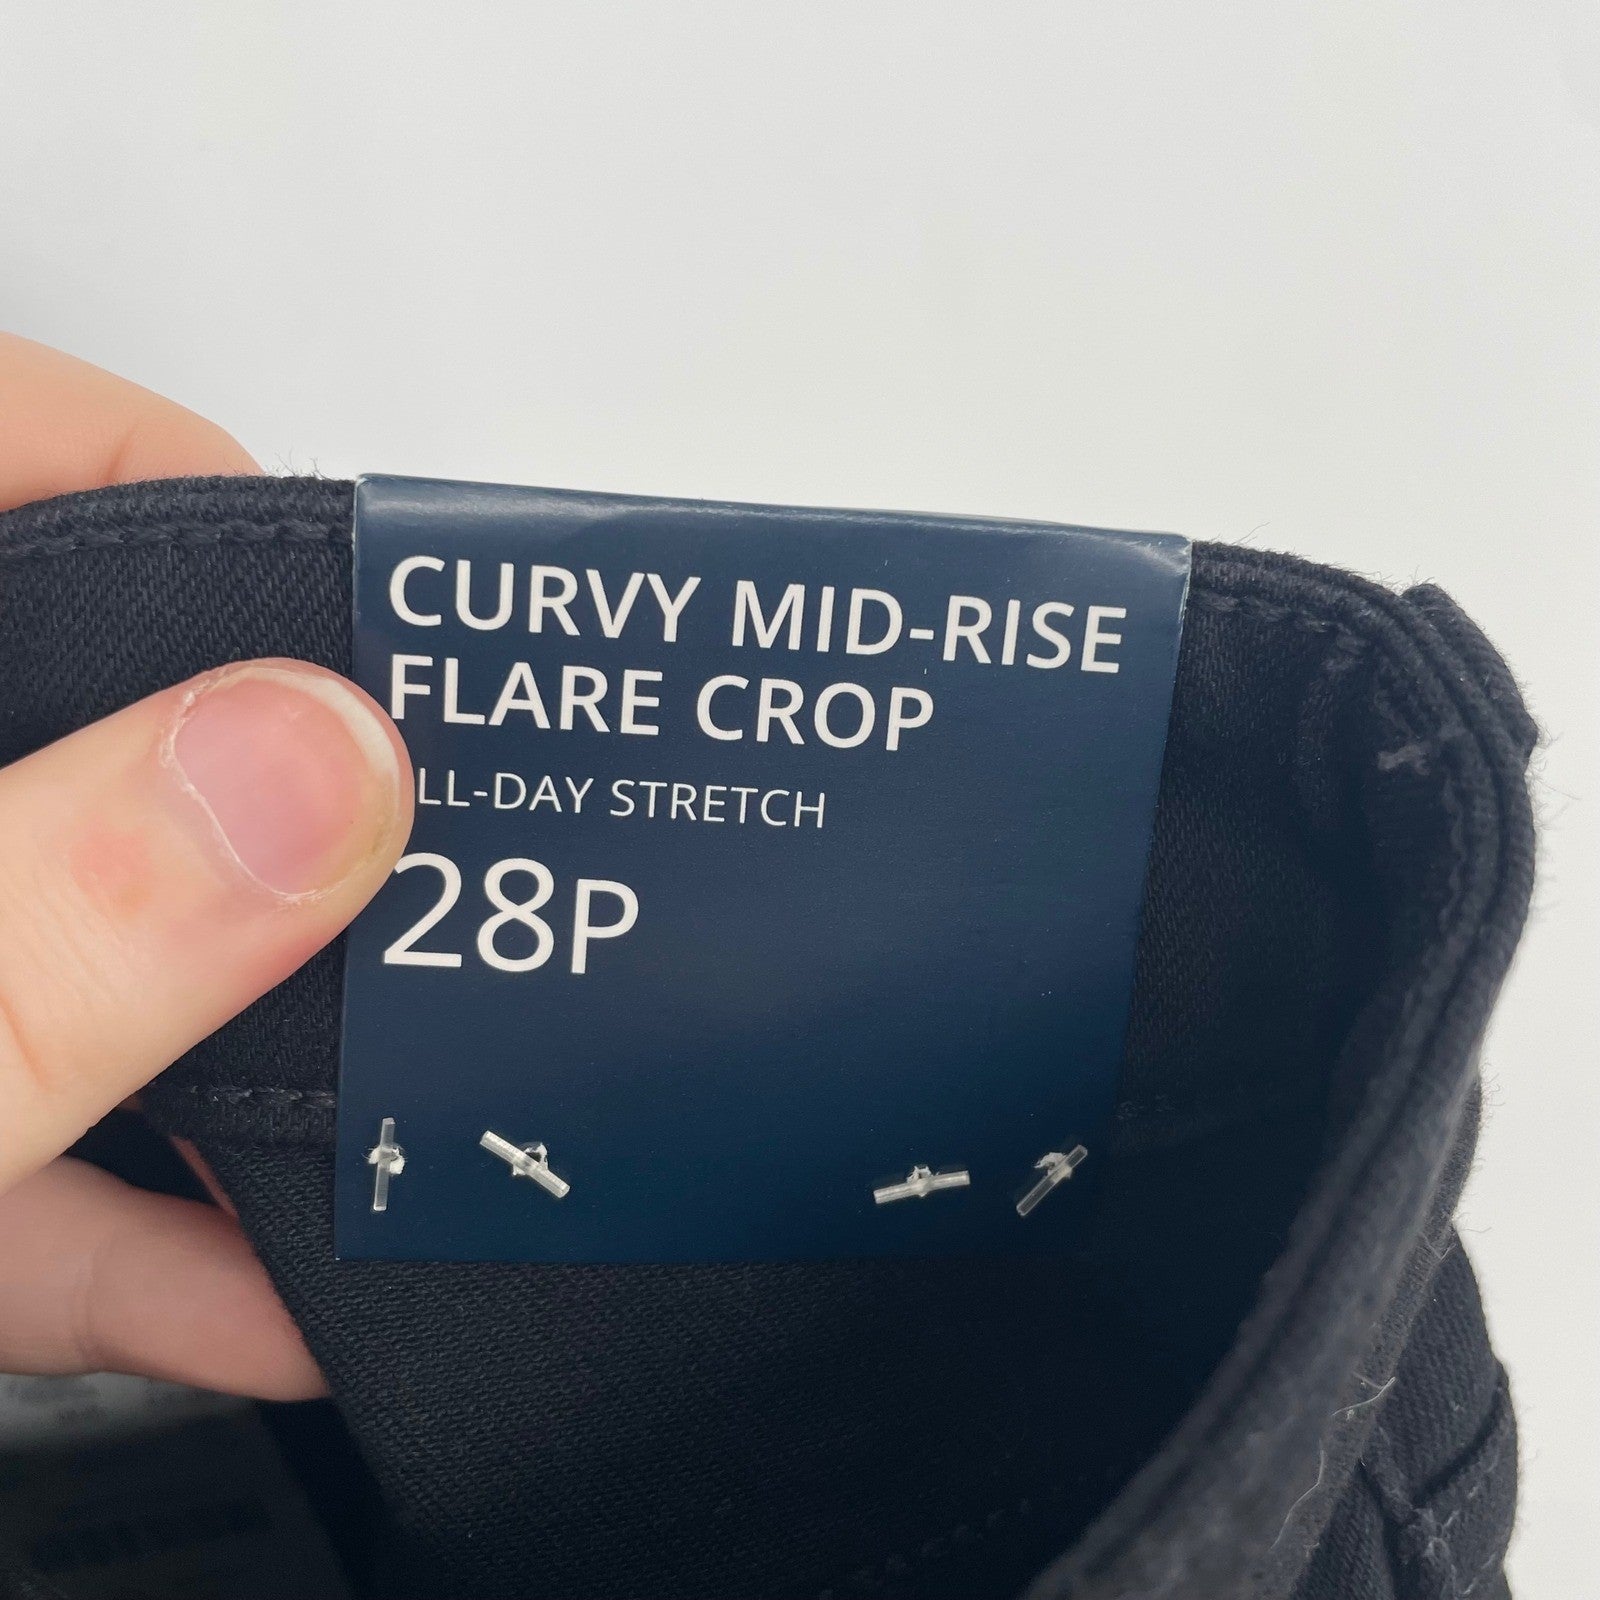 CURVY MID-RISE
FLARE CROP
LL-DAY STRETCH
28P